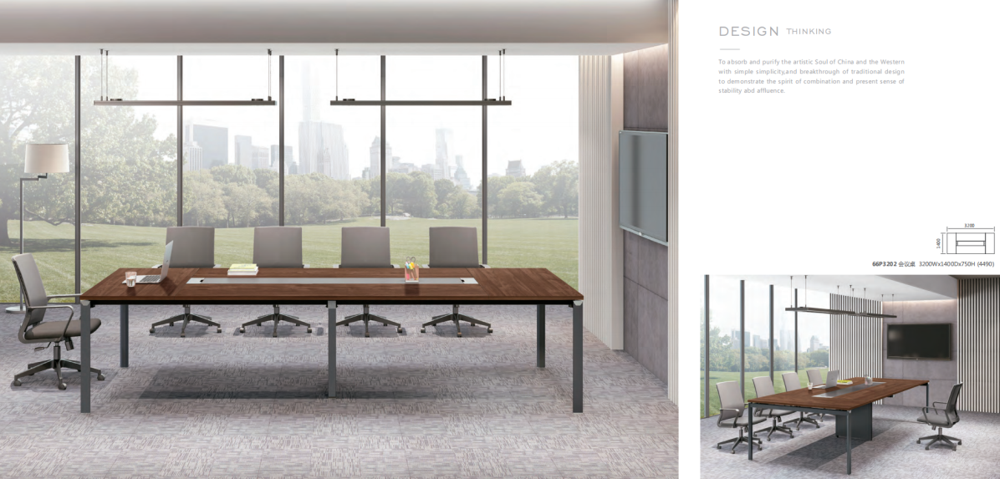 DESIGN THINKING
To absorb and purify the artistic Soul of China and the Western
with simple simplicity,and breakthrough of traditional design
to demonstrate the spirit of combination and present sense of
stability abd affluence.
3200
1400
66P3202 会议桌 3200Wx1400Dx750H (4490)